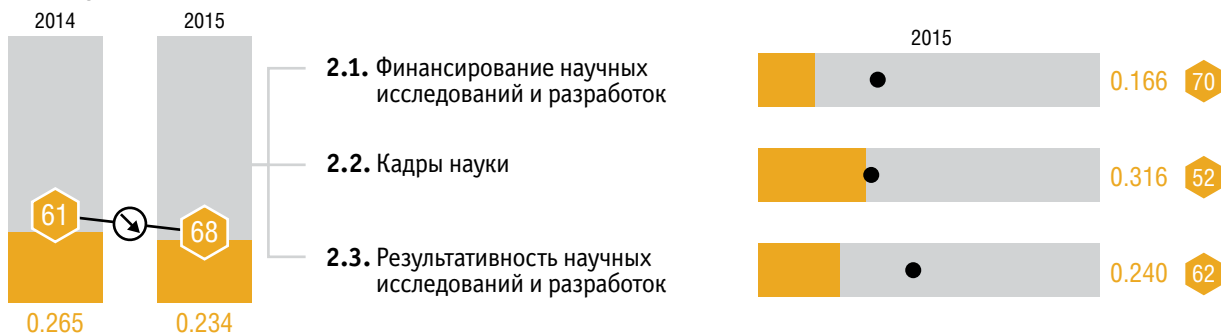 2014
2015
61
68
0.265
0.234
2.1. Финансирование научных
исследований и разработок
2.2. Кадры науки
2.3. Результативность научных
исследований и разработок
2015
0.166 70
0.316 52
0.240 62